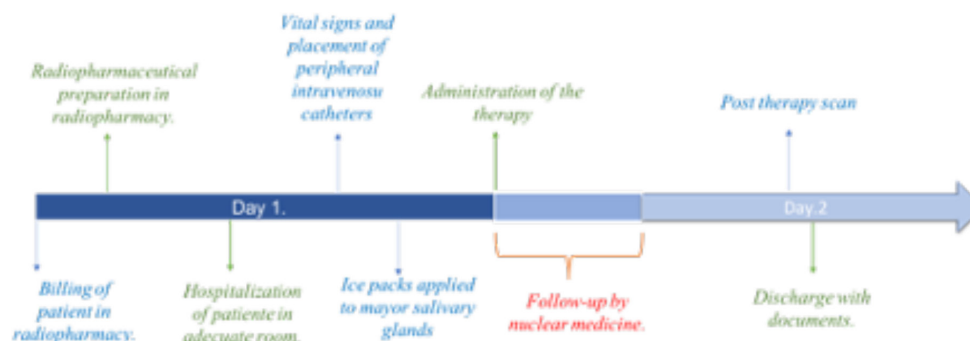 Vital signs and
placement of
peripheral
intravenosu
catheters
Radiopharmaceutical
preparation in
radiopharmacy.
Administration of the
therapy
Post therapy scan
Day 1.
Day.2
Billing of
patient in
radiopharmacy.
Hospitalization
of patiente in
adecuate room.
Ice packs applied
to mayor salivary
glands
Follow-up by
nuclear medicine.
Discharge with
documents.